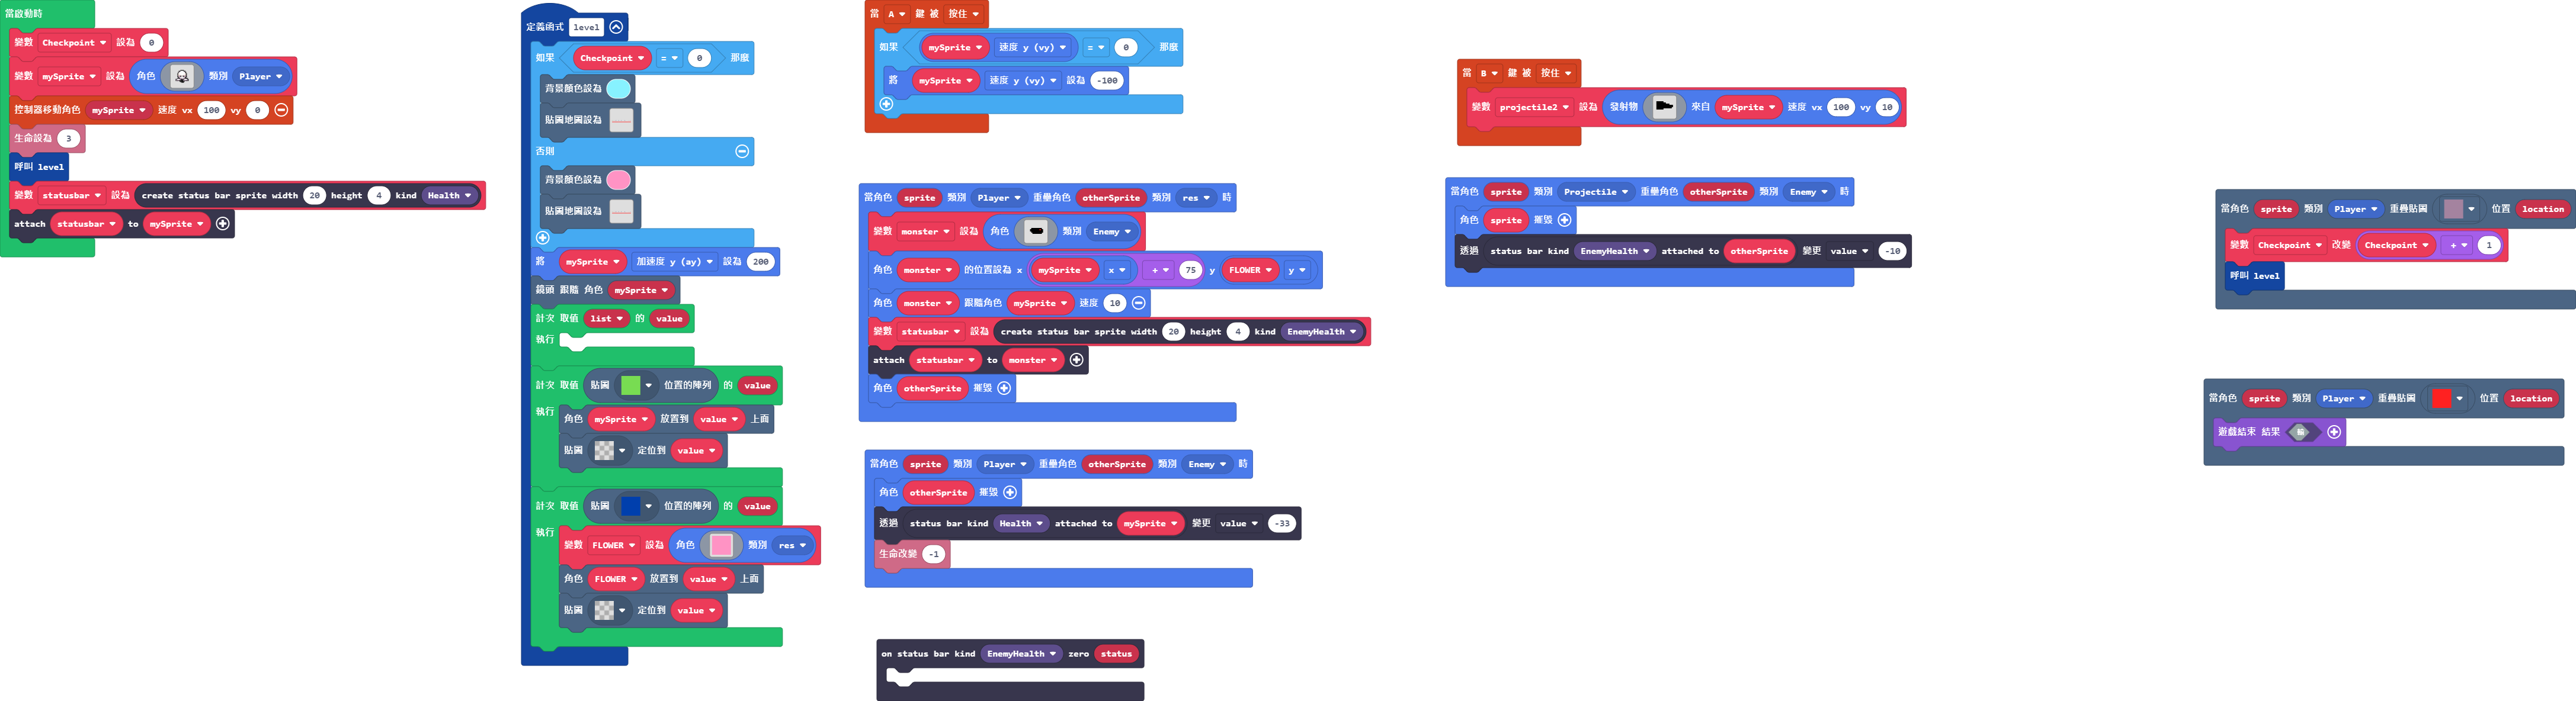 當啟動時
變數 Checkpoint 設為 0
變數 mySprite 設為 角色 類別 Player
控制器移動角色 mySprite 速度 vx 100 vy 0
生命設為 3
呼叫 level
變數 statusbar 設為 create status bar sprite width 20 height 4 kind Health
attach statusbar to mySprite
定義函式 level
如果 Checkpoint = 0 那麼
背景顏色設為
貼圖地圖設為
否則
背景顏色設為
貼圖地圖設為
將 mySprite 加速度 y (ay) 設為 200
鏡頭 跟隨 角色 mySprite
計次 取值 list 的 value
執行
計次 取值 貼圖 位置的陣列 的 value
執行 角色 mySprite 放置到 value 上面
貼圖 定位到 value
計次 取值 貼圖 位置的陣列 的 value
執行 變數 FLOWER 設為 角色 類別 res
角色 FLOWER 放置到 value 上面
貼圖 定位到 value
當 A 鍵 被 按住
如果 mySprite 速度 y (vy) = 0 那麼
將 mySprite 速度 y (vy) 設為 -100
當角色 sprite 類別 Player 重疊角色 otherSprite 類別 res 時
變數 monster 設為 角色 類別 Enemy
角色 monster 的位置設為 x mySprite x + 75 y FLOWER y
角色 monster 跟隨角色 mySprite 速度 10
變數 statusbar 設為 create status bar sprite width 20 height 4 kind EnemyHealth
attach statusbar to monster
角色 otherSprite 摧毀
當角色 sprite 類別 Player 重疊角色 otherSprite 類別 Enemy 時
角色 otherSprite 摧毀
透過 status bar kind Health attached to mySprite 變更 value -33
生命改變 -1
on status bar kind EnemyHealth zero status
當 B 鍵 被 按住
變數 projectile2 設為 發射物 來自 mySprite 速度 vx 100 vy 10
當角色 sprite 類別 Projectile 重疊角色 otherSprite 類別 Enemy 時
角色 sprite 摧毀
透過 status bar kind EnemyHealth attached to otherSprite 變更 value -10
當角色 sprite 類別 Player 重疊貼圖 位置 location
變數 Checkpoint 改變 Checkpoint + 1
呼叫 level
當角色 sprite 類別 Player 重疊貼圖 位置 location
遊戲結束 結果 輸